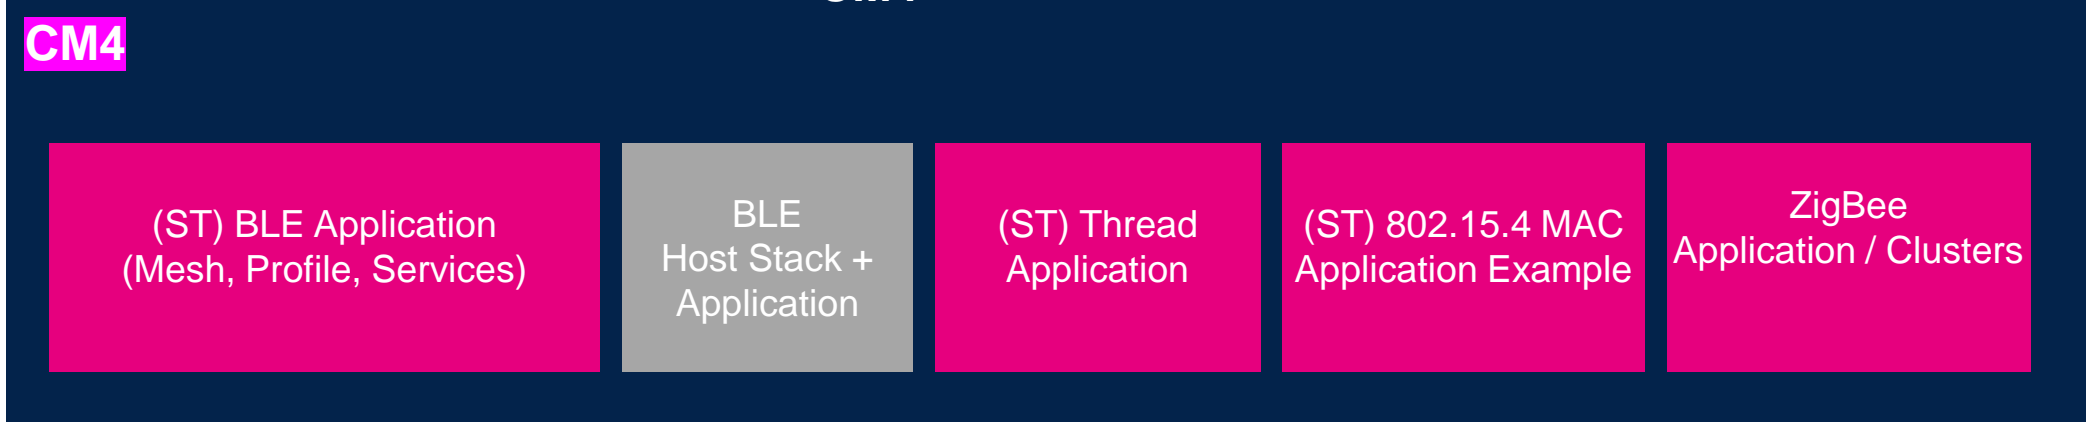 CM4
(ST) BLE Application
(Mesh, Profile, Services)
BLE
Host Stack +
Application
(ST) Thread
Application
(ST) 802.15.4 MAC
Application Example
ZigBee
Application / Clusters